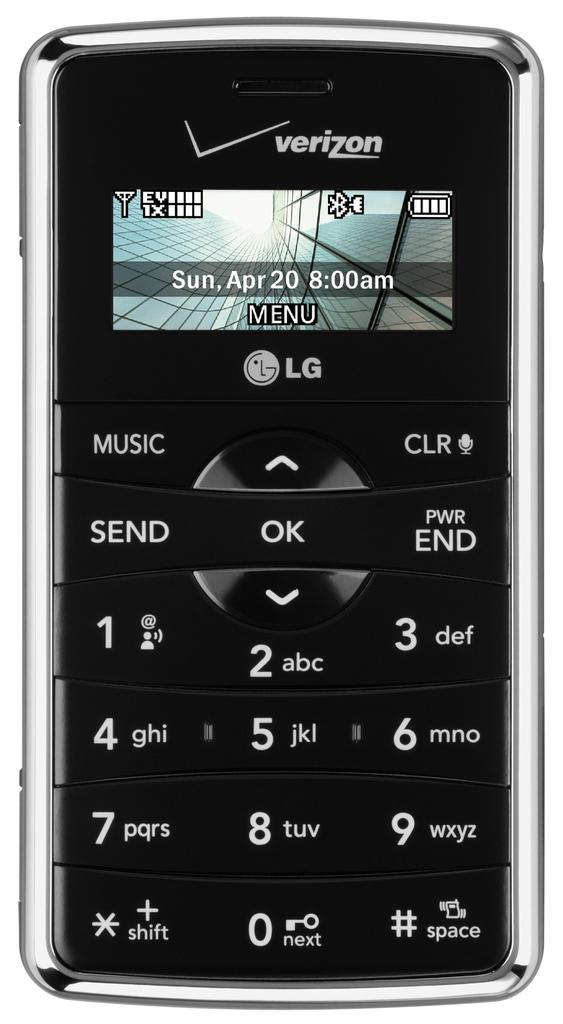 verizon
EV
1X
Sun, Apr 20 8:00am
MENU
LG
MUSIC CLR
SEND OK PWR END
1 @ 2 abc 3 def
4 ghi 5 jkl 6 mno
7 pqrs 8 tuv 9 wxyz
* + shift 0 next # space